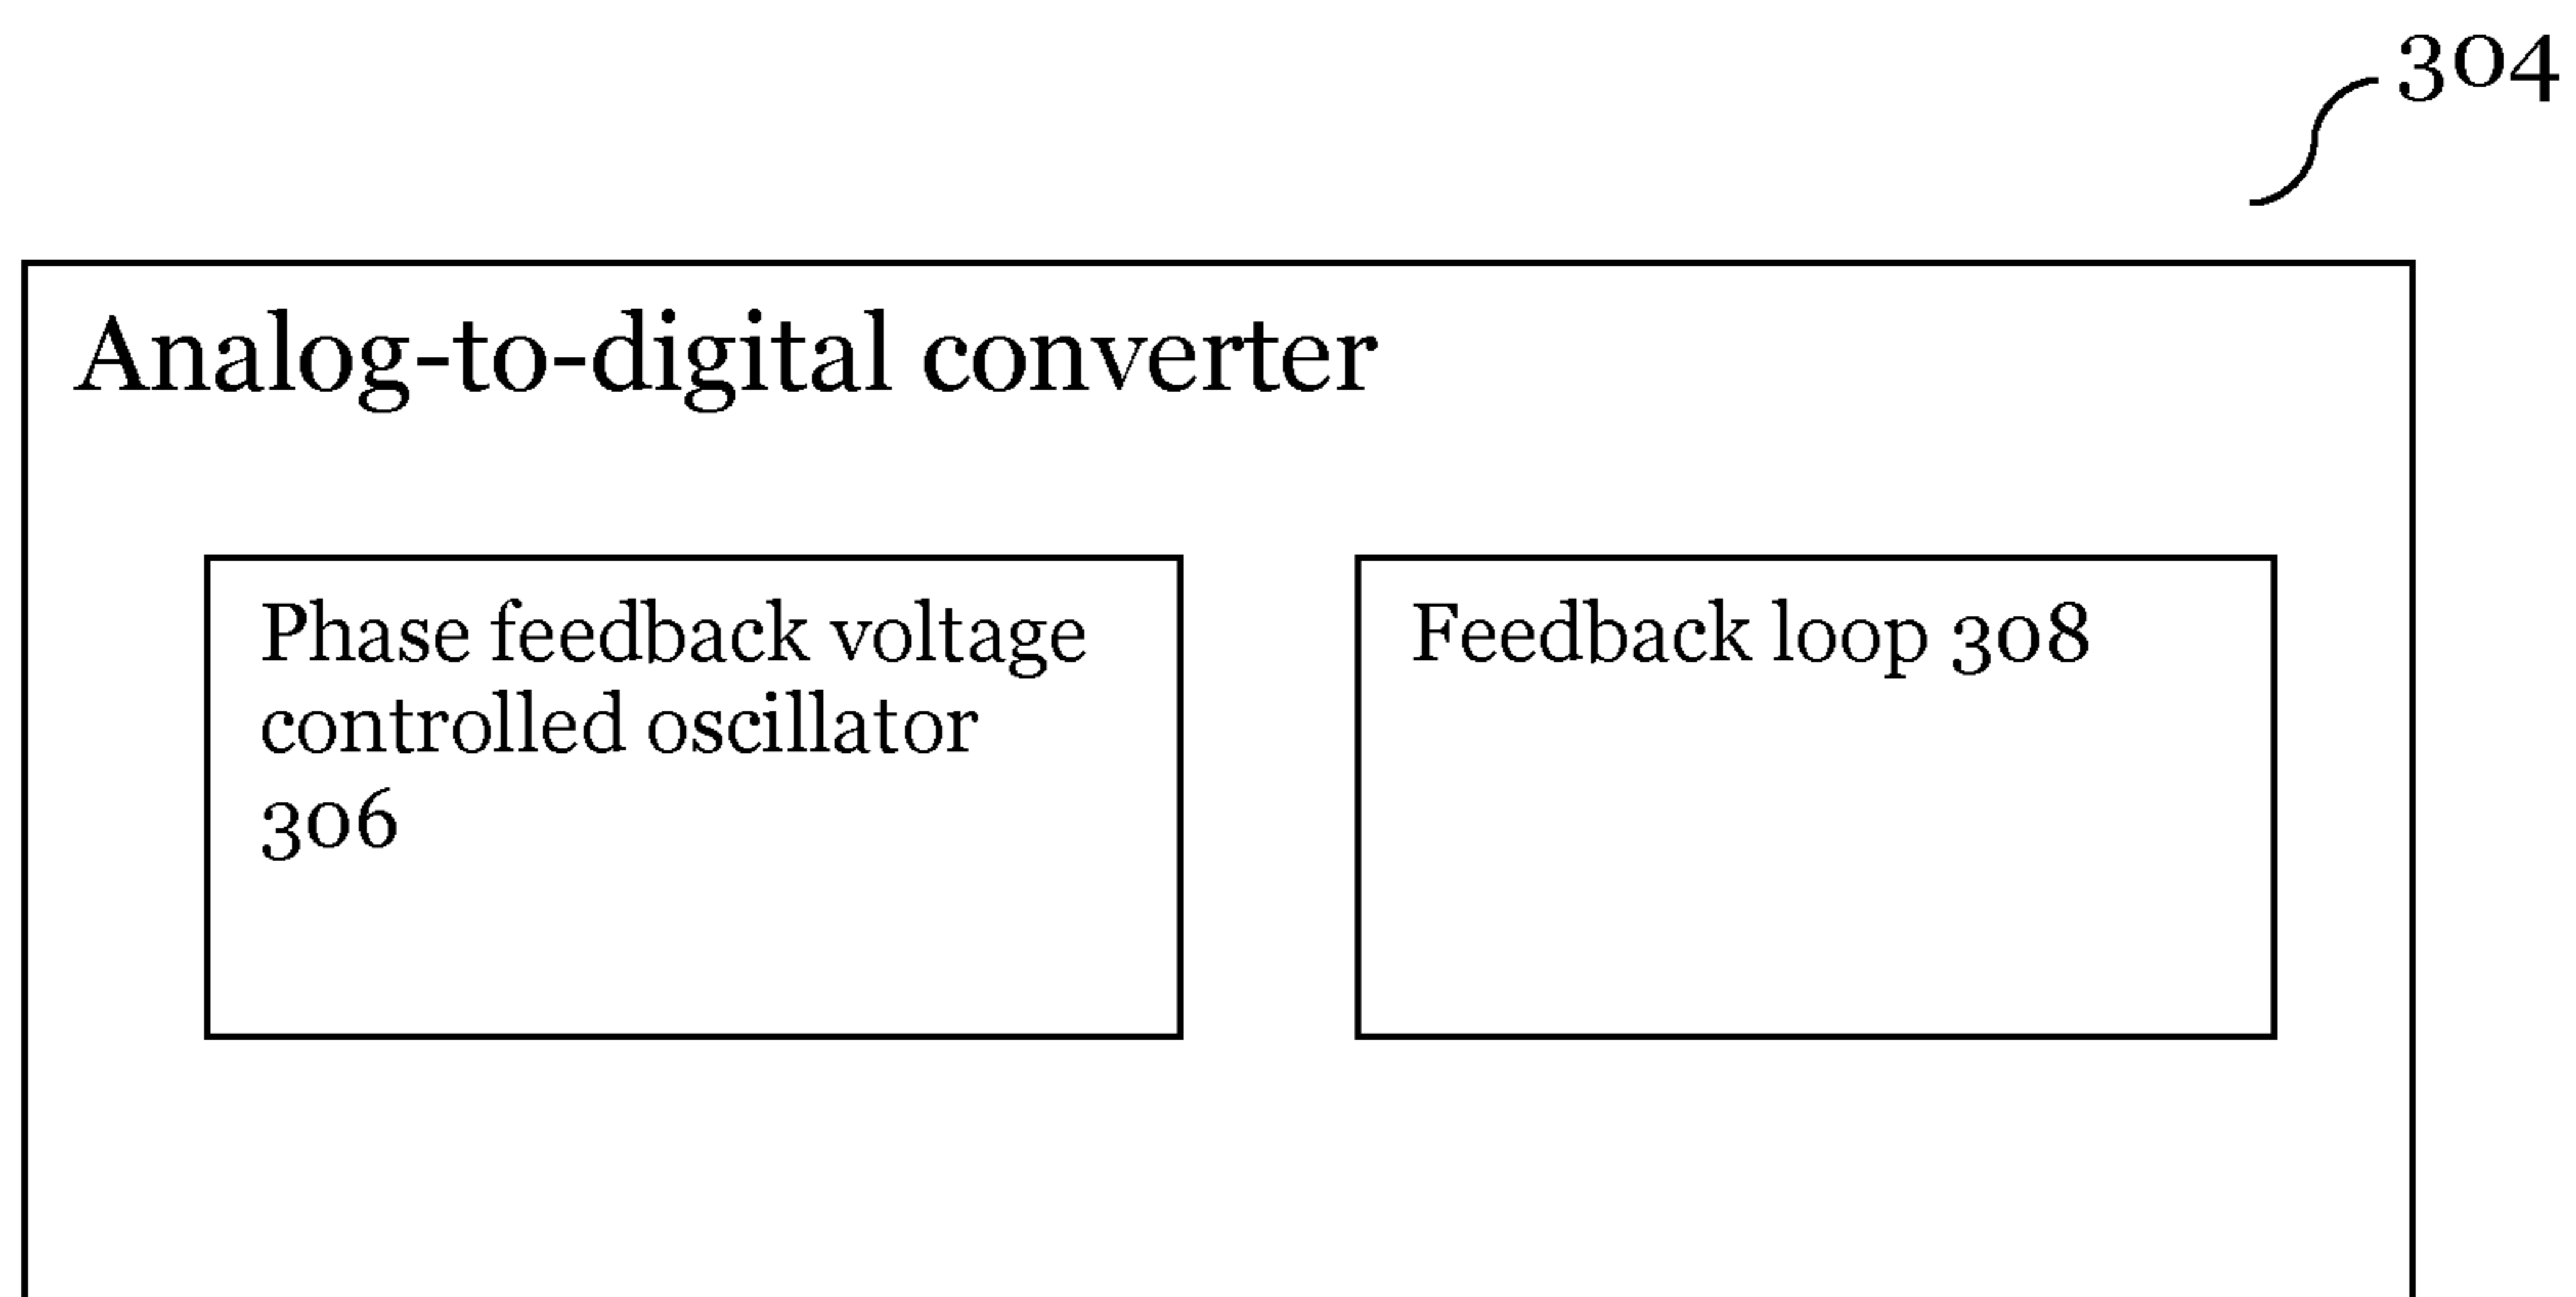 304
Analog-to-digital converter
Phase feedback voltage
controlled oscillator
306
Feedback loop 308